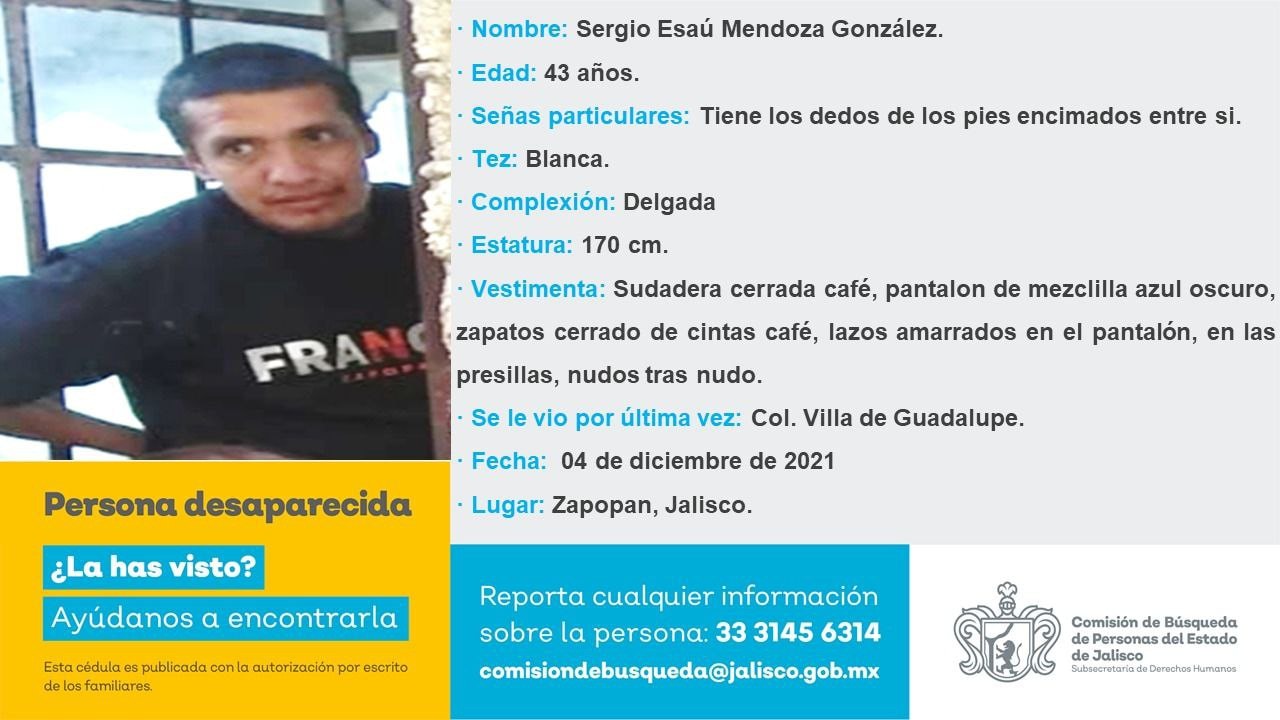 · Nombre: Sergio Esaú Mendoza González.
· Edad: 43 años.
· Señas particulares: Tiene los dedos de los pies encimados entre si.
· Tez: Blanca.
· Complexión: Delgada
· Estatura: 170 cm.
· Vestimenta: Sudadera cerrada café, pantalon de mezclilla azul oscuro,
zapatos cerrado de cintas café, lazos amarrados en el pantalón, en las
presillas, nudos tras nudo.
· Se le vio por última vez: Col. Villa de Guadalupe.
· Fecha: 04 de diciembre de 2021
· Lugar: Zapopan, Jalisco.
FRANC
Persona desaparecida
¿La has visto?
Ayúdanos a encontrarla
Esta cédula es publicada con la autorización por escrito
de los familiares.
Reporta cualquier información
sobre la persona: 33 3145 6314
comisiondebusqueda@jalisco.gob.mx
Comisión de Búsqueda
de Personas del Estado
de Jalisco
Subsecretaría de Derechos Humanos